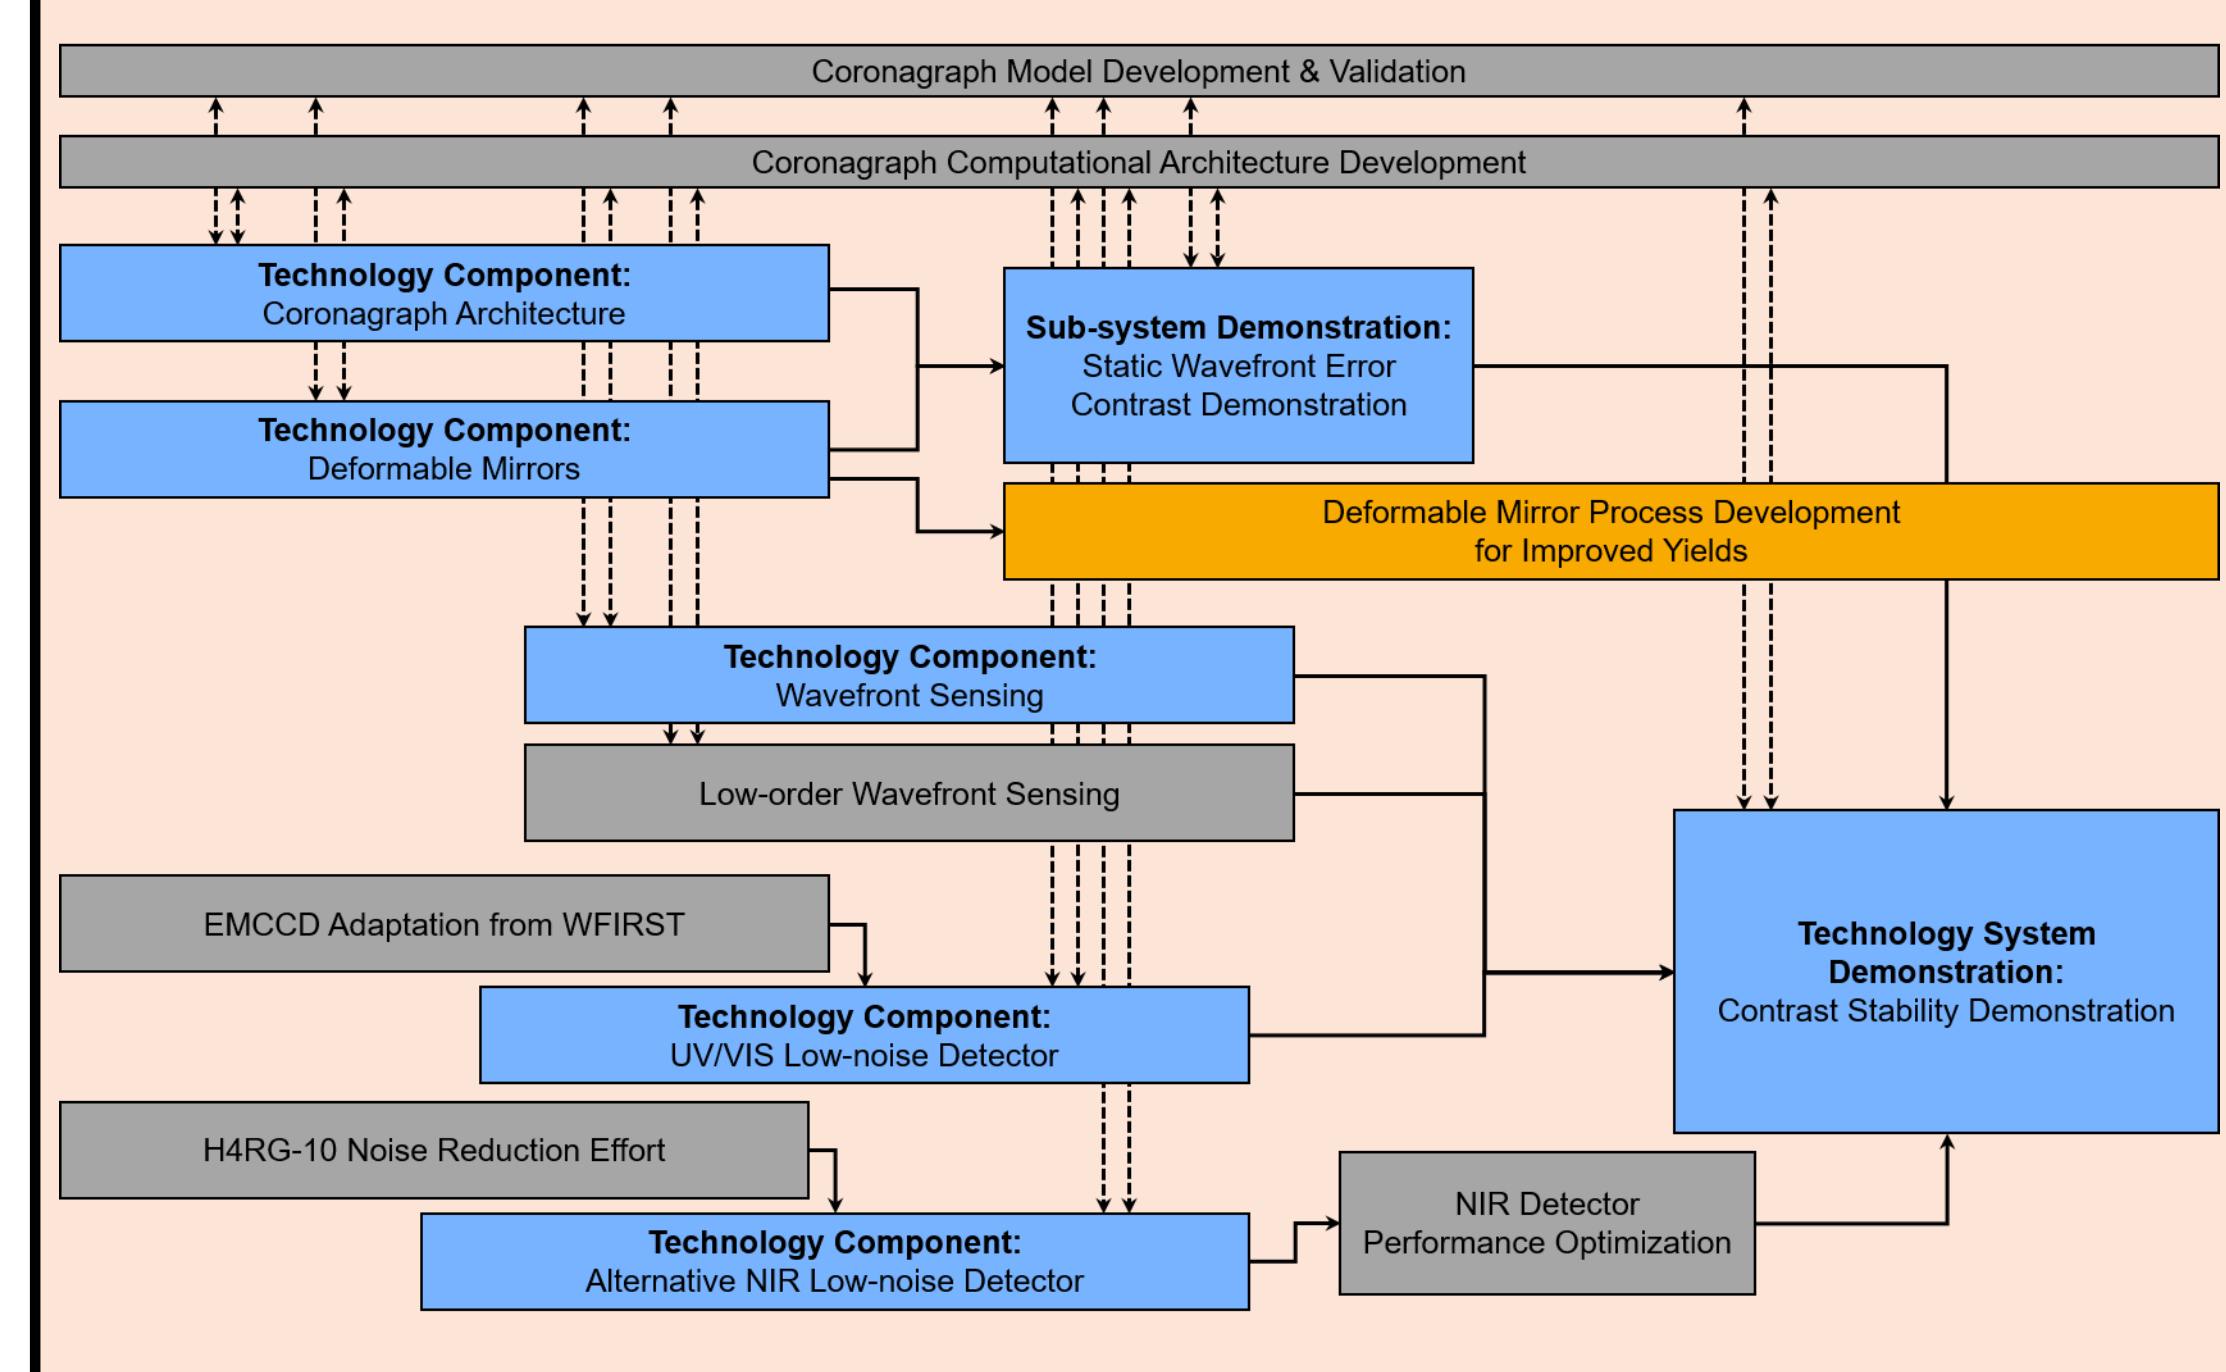 Coronagraph Model Development & Validation
Coronagraph Computational Architecture Development
Technology Component:
Coronagraph Architecture
Sub-system Demonstration:
Static Wavefront Error
Contrast Demonstration
Technology Component:
Deformable Mirrors
Deformable Mirror Process Development
for Improved Yields
Technology Component:
Wavefront Sensing
Low-order Wavefront Sensing
EMCCD Adaptation from WFIRST
Technology System
Demonstration:
Contrast Stability Demonstration
Technology Component:
UV/VIS Low-noise Detector
H4RG-10 Noise Reduction Effort
NIR Detector
Performance Optimization
Technology Component:
Alternative NIR Low-noise Detector